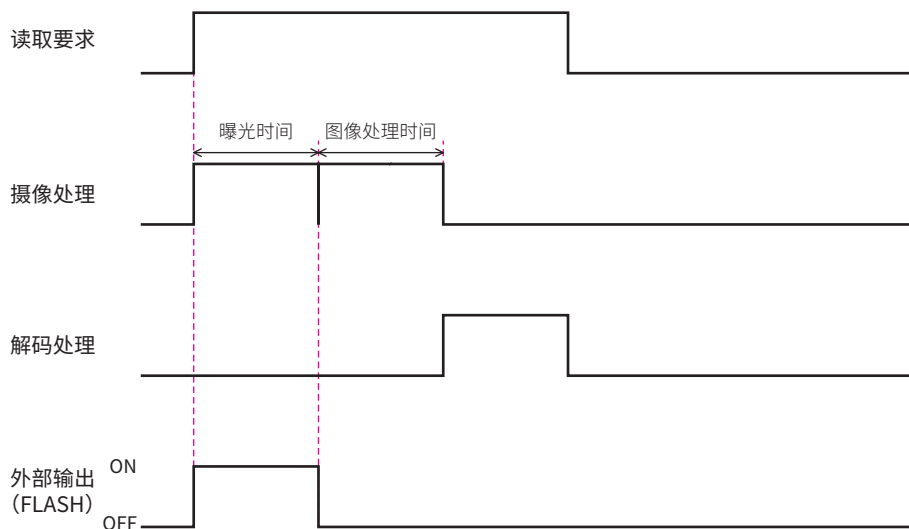 读取要求
曝光时间 图像处理时间
摄像处理
解码处理
ON
外部输出
（FLASH）
OFF